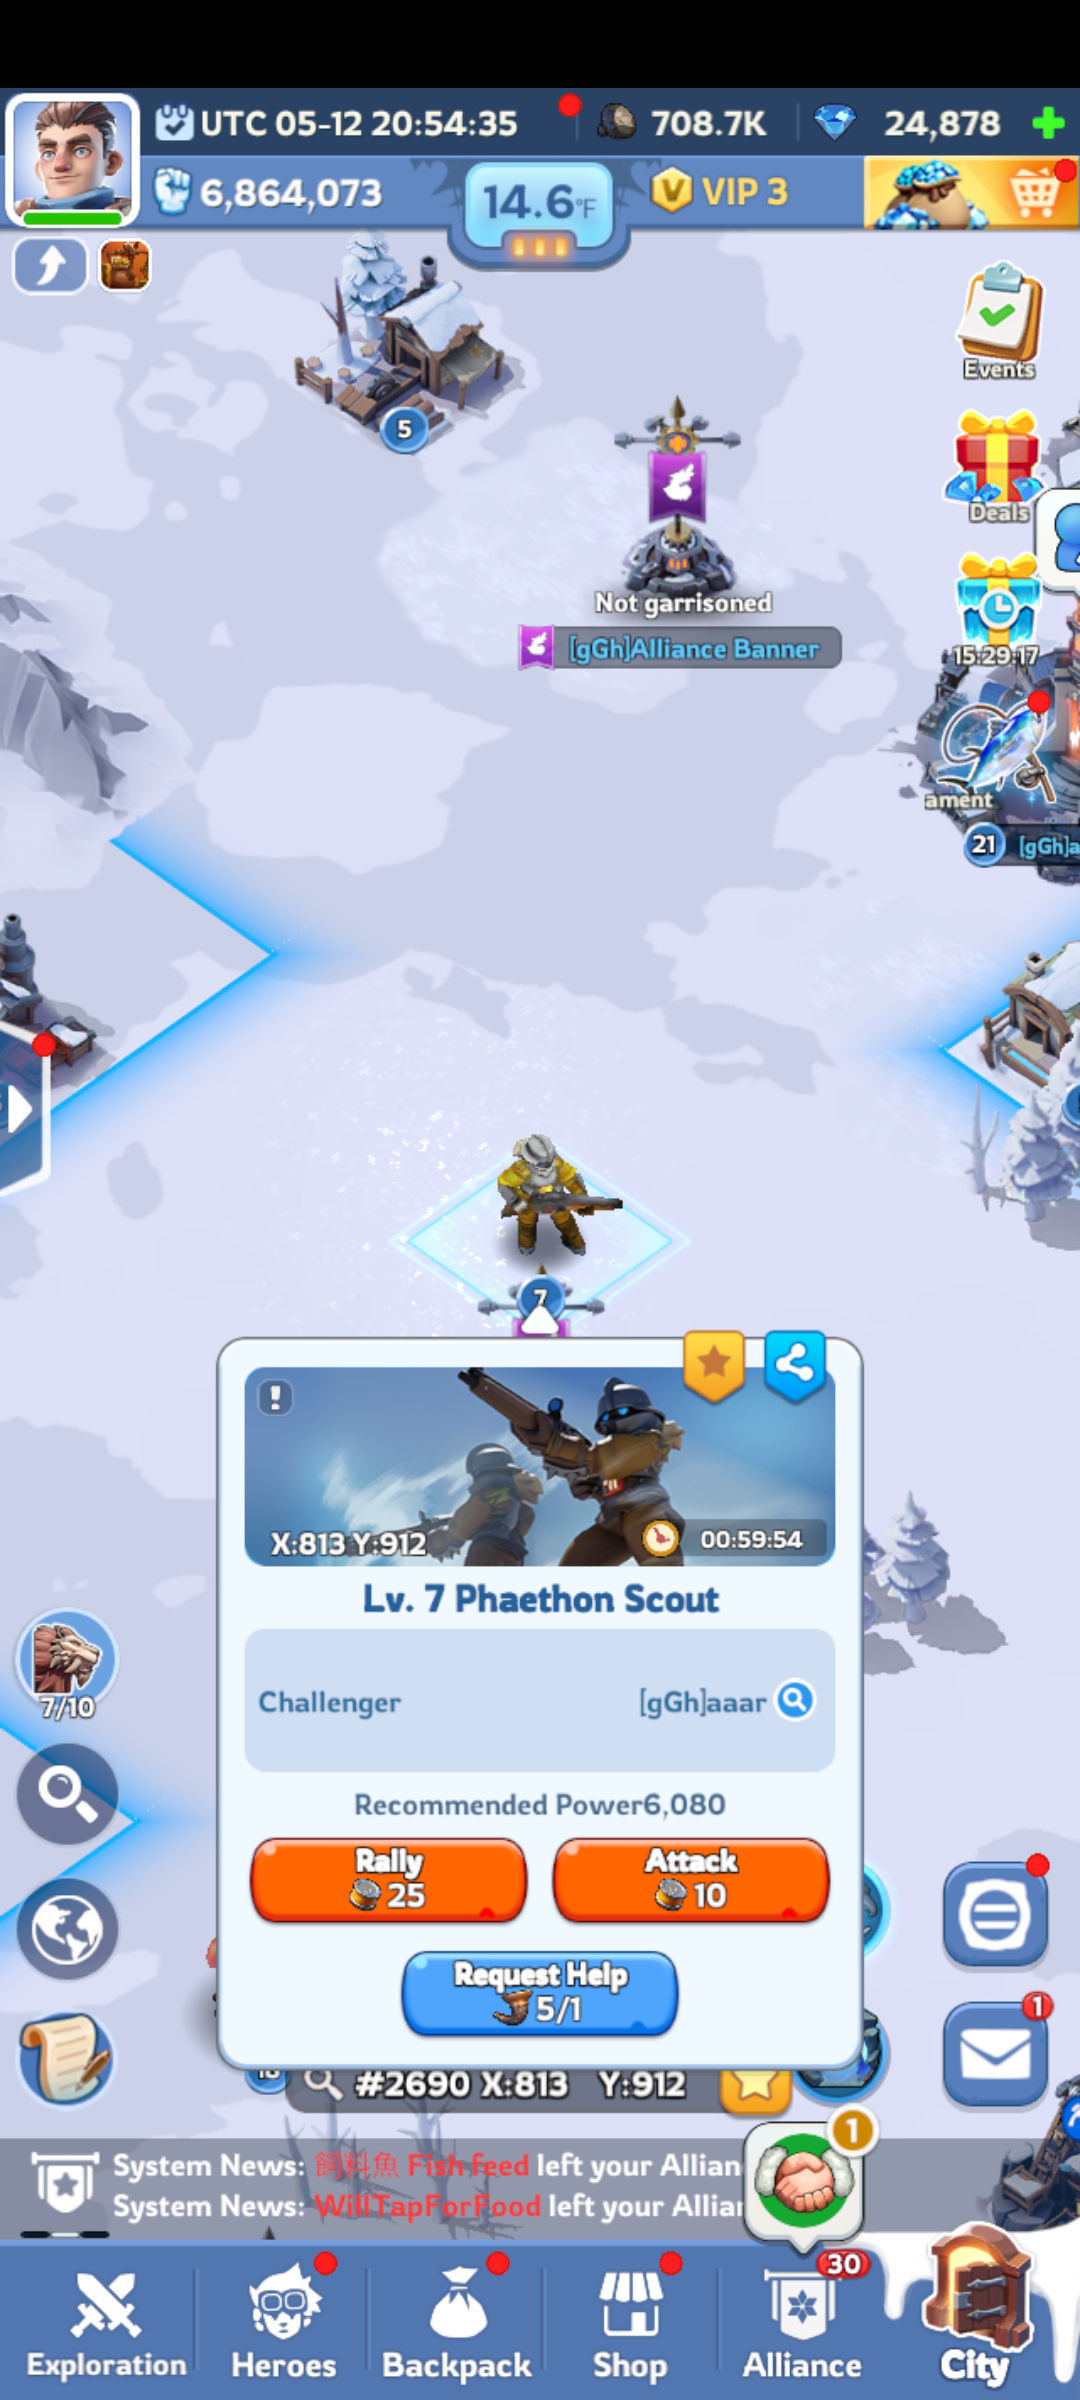 UTC 05-12 20:54:35
708.7K
24,878
6,864,073
14.6°F
VIP 3
Events
5
Deals
Not garrisoned
[gGh]Alliance Banner
15:29:17
ament
21 [gGh]a
7
X:813 Y:912
00:59:54
Lv. 7 Phaethon Scout
Challenger [gGh]aaar
7/10
Recommended Power6,080
Rally
25
Attack
10
Request Help
5/1
1
#2690 X:813 Y:912
1
System News: 飼料魚 Fish feed left your Allian
System News: WillTapForFood left your Allian
30
Exploration
Heroes
Backpack
Shop
Alliance
City